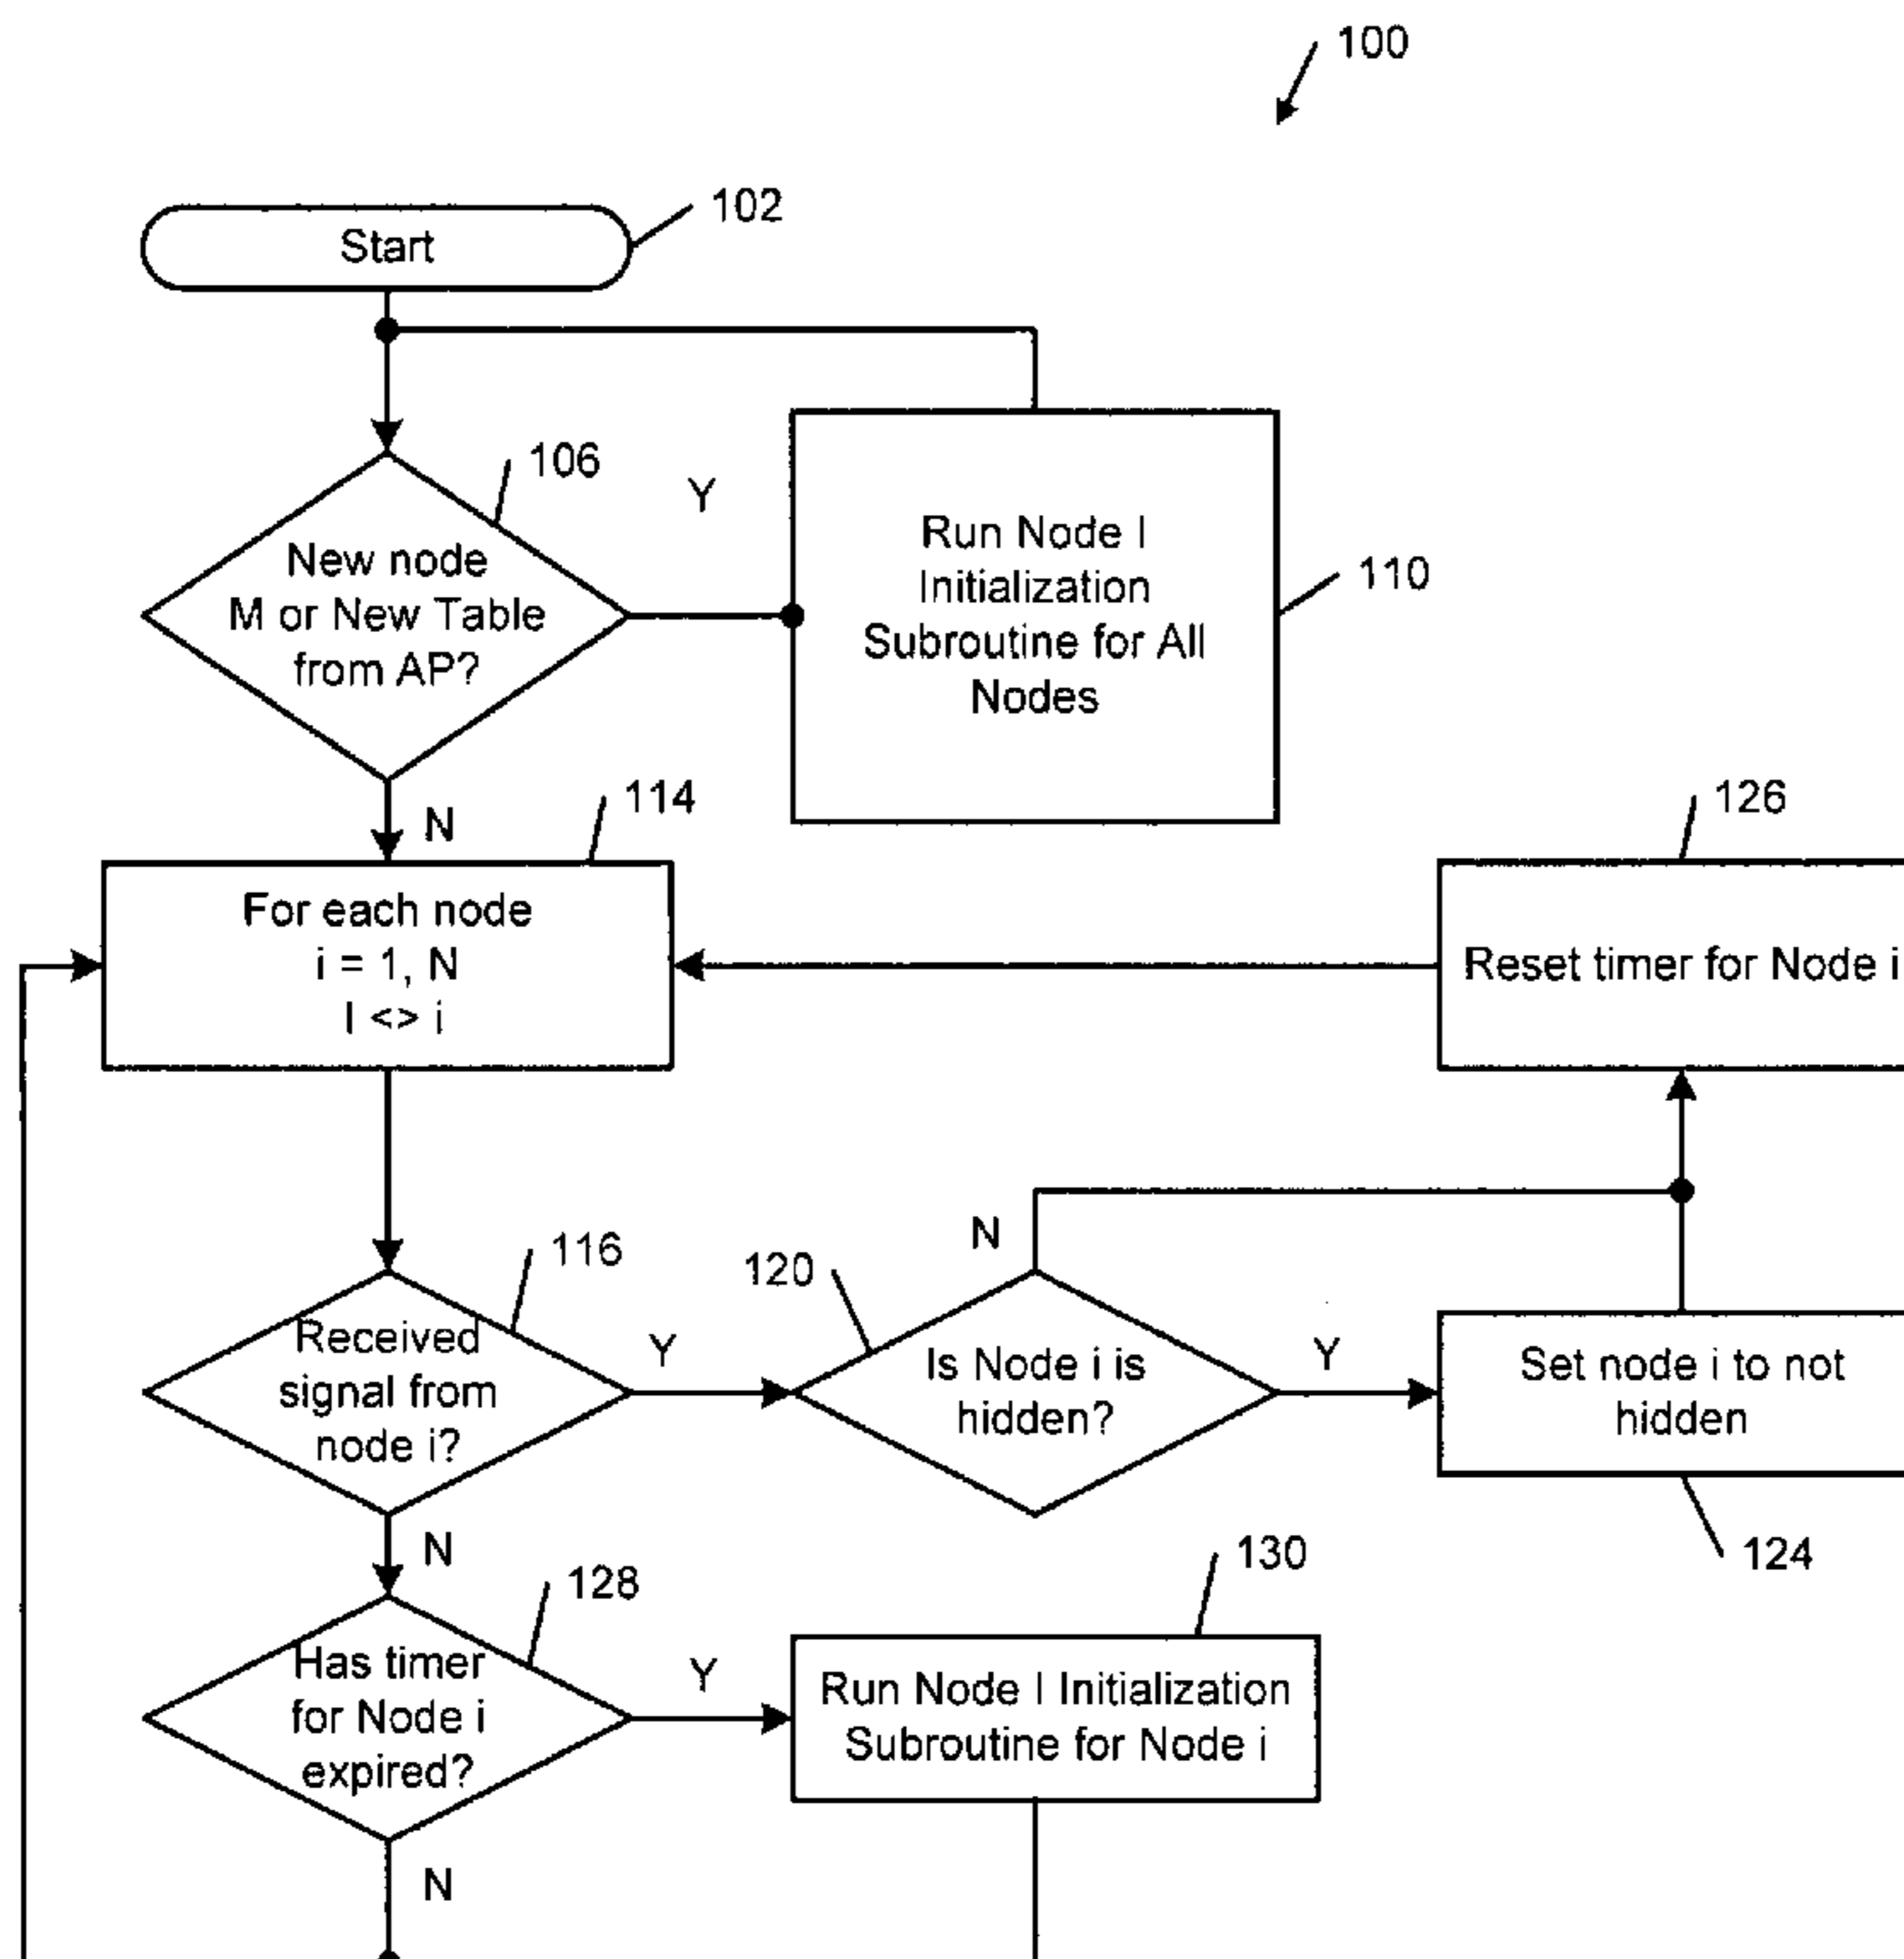 100
102
Start
106
Y
New node
M or New Table
from AP?
Run Node I
Initialization
Subroutine for All
Nodes
110
N
114
126
For each node
i = 1, N
I <> i
Reset timer for Node i
116
120
N
Received
signal from
node i?
Y
Is Node i is
hidden?
Y
Set node i to not
hidden
124
N
128
130
Has timer
for Node i
expired?
Y
Run Node I Initialization
Subroutine for Node i
N